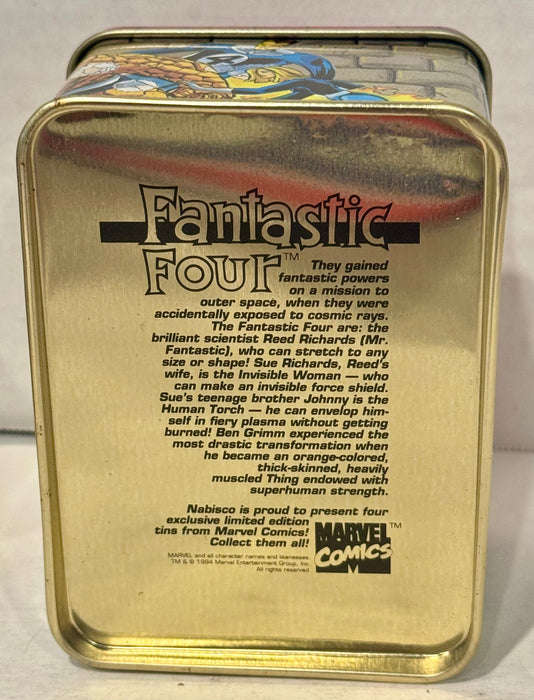 Fantastic
Four™
They gained
fantastic powers
on a mission to
outer space, when they were
accidentally exposed to cosmic rays.
The Fantastic Four are: the
brilliant scientist Reed Richards (Mr.
Fantastic), who can stretch to any
size or shape! Sue Richards, Reed's
wife, is the Invisible Woman — who
can make an invisible force shield.
Sue's teenage brother Johnny is the
Human Torch — he can envelop him-
self in fiery plasma without getting
burned! Ben Grimm experienced the
most drastic transformation when
he became an orange-colored,
thick-skinned, heavily
muscled Thing endowed with
superhuman strength.
Nabisco is proud to present four
exclusive limited edition
tins from Marvel Comics!
Collect them all!
MARVEL and all character names and likenesses
TM & © 1994 Marvel Entertainment Group, Inc.
All rights reserved.
MARVEL™
COMICS